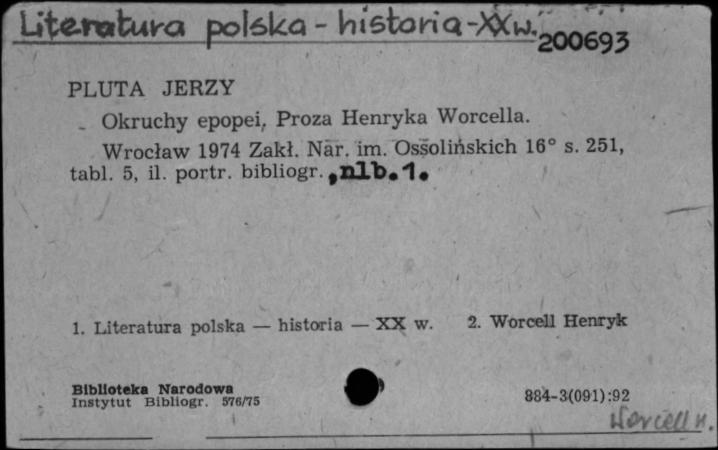 Literatura polska - historia - XX w.
200693
PLUTA JERZY
Okruchy epopei, Proza Henryka Worcella.
Wrocław 1974 Zakł. Nar. im. Ossolińskich 16° s. 251,
tabl. 5, il. portr. bibliogr. , nlb. 1.
1. Literatura polska — historia — XX w. 2. Worcell Henryk
Biblioteka Narodowa
Instytut Bibliogr. 576/75
884-3(091):92
Worcell H.